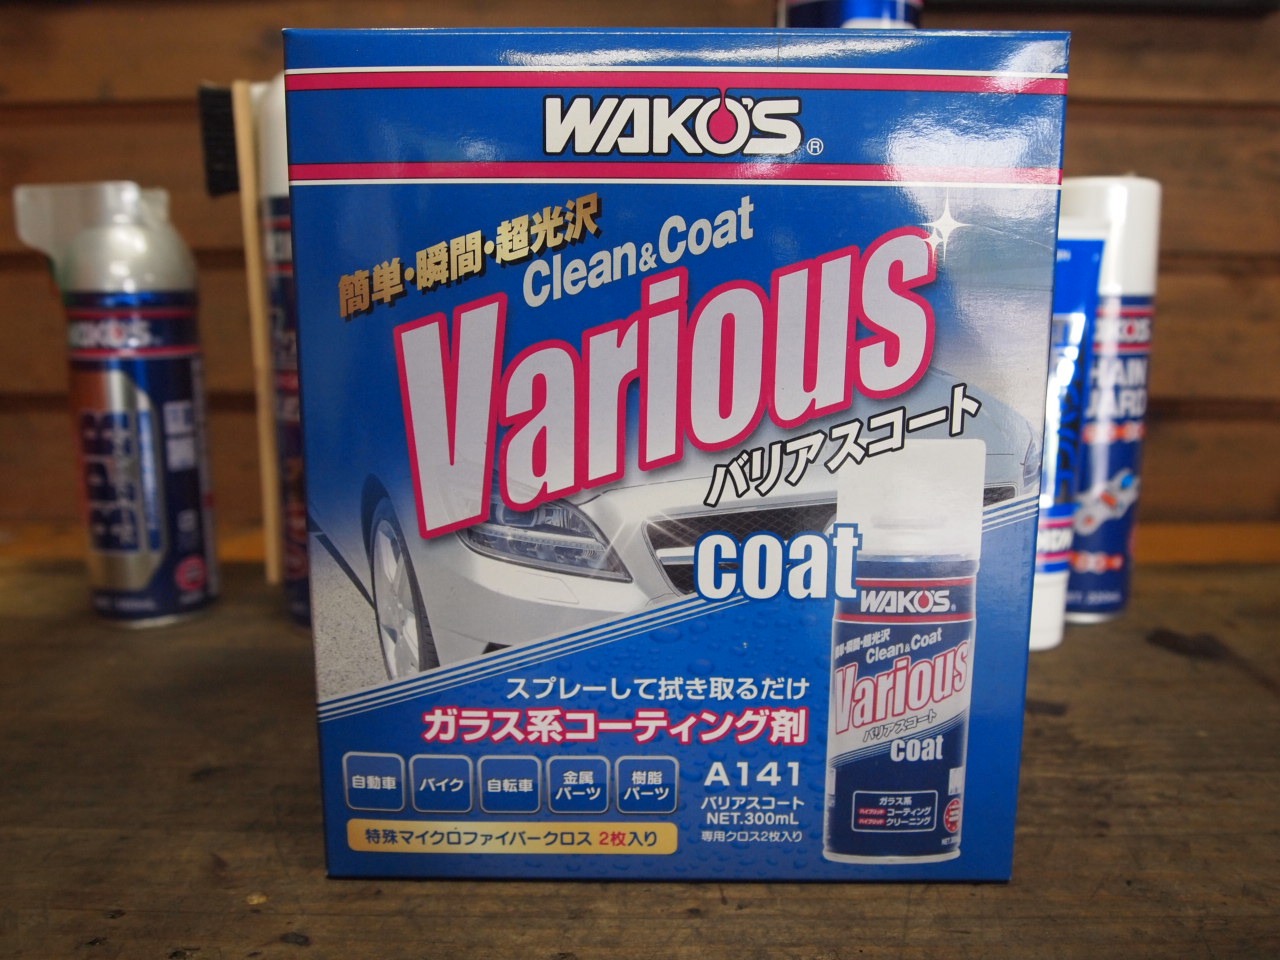 WAKO'S®
簡単・瞬間・超光沢
Clean&Coat
Various
バリアスコート
coat
スプレーして拭き取るだけ
ガラス系コーティング剤
自動車
バイク
自転車
金属
パーツ
樹脂
パーツ
特殊マイクロファイバークロス 2枚入り
A141
バリアスコート
NET.300mL
専用クロス2枚入り
WAKO'S
簡単・瞬間・超光沢
Clean&Coat
Various
バリアスコート
coat
ガラス系
コーティング
クリーニング
WAKO'S
WAKO'S